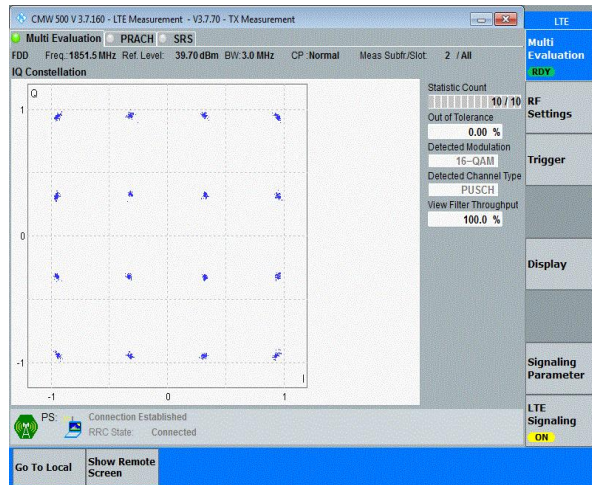 CMW 500 V 3.7.160 - LTE Measurement - V3.7.70 - TX Measurement
LTE
Multi Evaluation PRACH SRS
FDD Freq.:1851.5 MHz Ref. Level: 39.70 dBm BW:3.0 MHz CP :Normal Meas Subfr./Slot: 2 / All
IQ Constellation
Q
1
0
-1
-1 0 1
I
Statistic Count
10 / 10
Out of Tolerance
0.00 %
Detected Modulation
16-QAM
Detected Channel Type
PUSCH
View Filter Throughput
100.0 %
Multi
Evaluation
RDY
RF
Settings
Trigger
Display
Signaling
Parameter
LTE
Signaling
ON
PS: Connection Established
RRC State: Connected
Go To Local
Show Remote
Screen